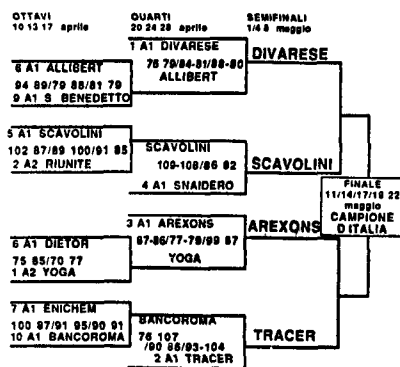 OTTAVI
10 13 17 aprile
QUARTI
20 24 28 aprile
SEMIFINALI
1/4 8 maggio
1 A1 DIVARESE
76 79/84-81/88-80
ALLIBERT
6 A1 ALLIBERT
94 89/79 86/81 79
9 A1 S BENEDETTO
DIVARESE
5 A1 SCAVOLINI
102 87/89 100/91 85
2 A2 RIUNITE
SCAVOLINI
109-108/86 82
4 A1 SNAIDERO
SCAVOLINI
FINALE
11/14/17/19 22
maggio
CAMPIONE
D ITALIA
3 A1 AREXONS
87-86/77-79/99 87
YOGA
AREXONS
6 A1 DIETOR
75 85/70 77
1 A2 YOGA
7 A1 ENICHEM
100 97/91 95/90 91
10 A1 BANCOROMA
BANCOROMA
76 107
/90 86/93-104
2 A1 TRACER
TRACER